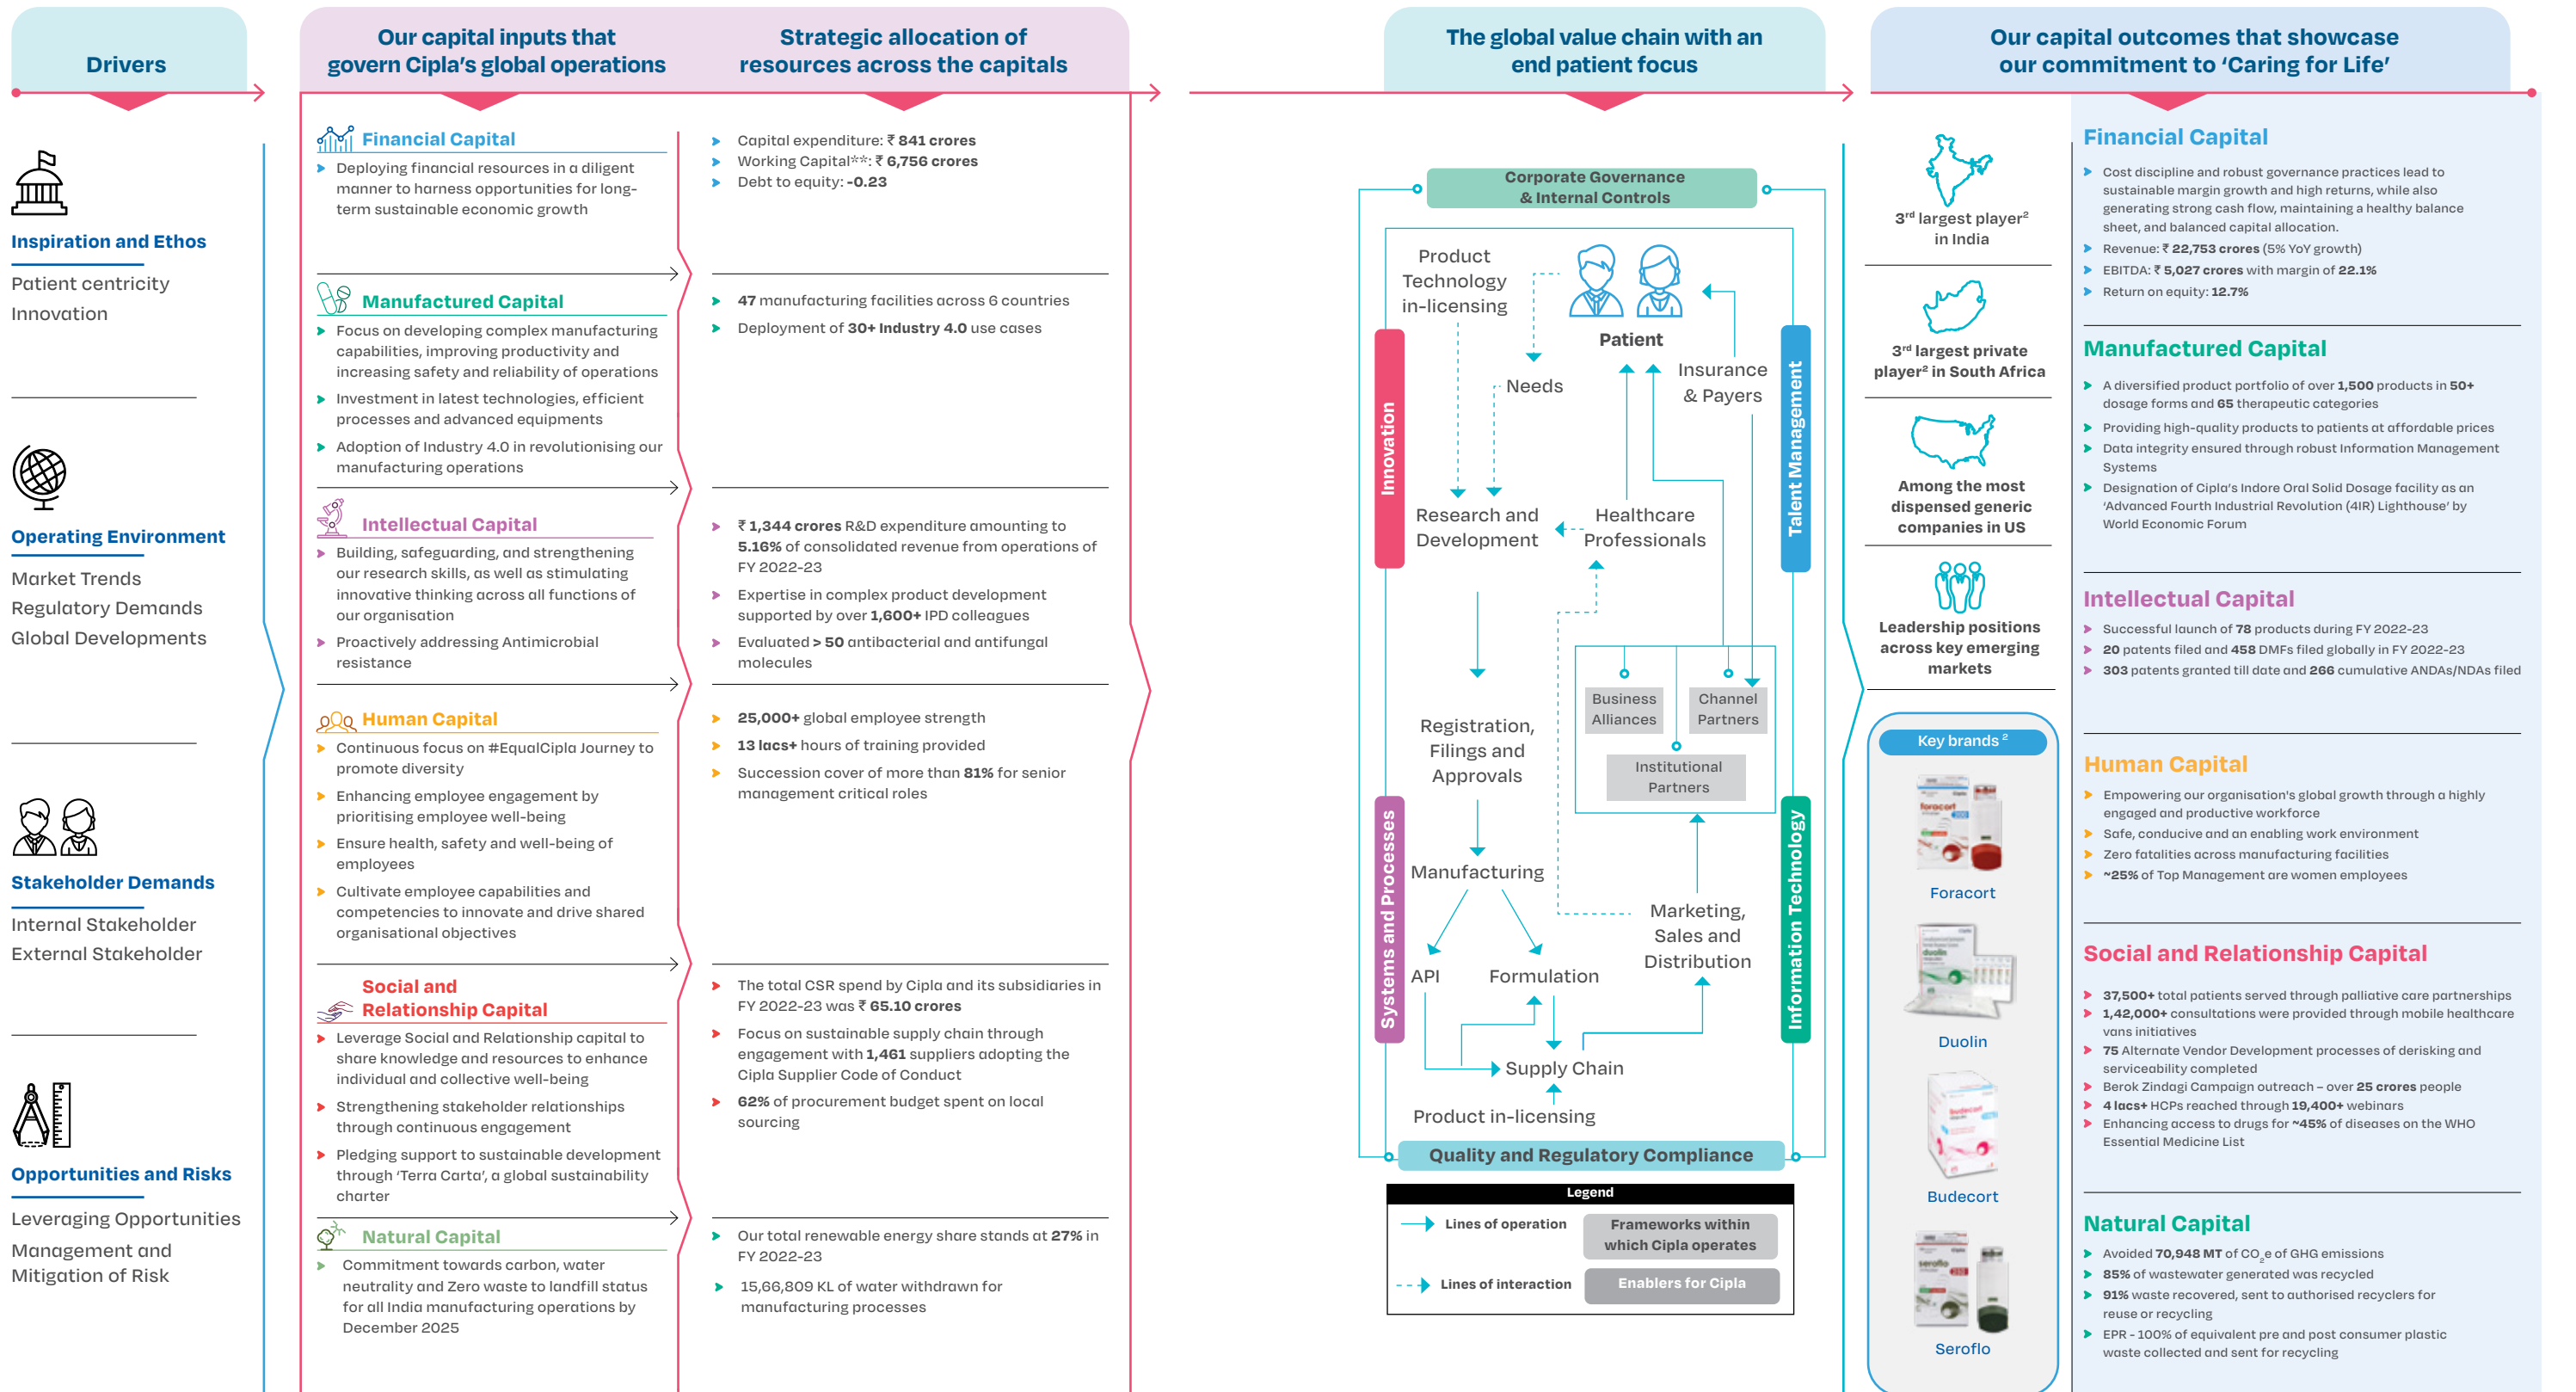 Drivers
Inspiration and Ethos
Patient centricity
Innovation
Operating Environment
Market Trends
Regulatory Demands
Global Developments
Stakeholder Demands
Internal Stakeholder
External Stakeholder
Opportunities and Risks
Leveraging Opportunities
Management and
Mitigation of Risk
Our capital inputs that
govern Cipla’s global operations
Strategic allocation of
resources across the capitals
Financial Capital
Deploying financial resources in a diligent
manner to harness opportunities for long-
term sustainable economic growth
Capital expenditure: ₹ 841 crores
Working Capital**: ₹ 6,756 crores
Debt to equity: -0.23
Manufactured Capital
Focus on developing complex manufacturing
capabilities, improving productivity and
increasing safety and reliability of operations
Investment in latest technologies, efficient
processes and advanced equipments
Adoption of Industry 4.0 in revolutionising our
manufacturing operations
47 manufacturing facilities across 6 countries
Deployment of 30+ Industry 4.0 use cases
Intellectual Capital
Building, safeguarding, and strengthening
our research skills, as well as stimulating
innovative thinking across all functions of
our organisation
Proactively addressing Antimicrobial
resistance
₹ 1,344 crores R&D expenditure amounting to
5.16% of consolidated revenue from operations of
FY 2022-23
Expertise in complex product development
supported by over 1,600+ IPD colleagues
Evaluated > 50 antibacterial and antifungal
molecules
Human Capital
Continuous focus on #EqualCipla Journey to
promote diversity
Enhancing employee engagement by
prioritising employee well-being
Ensure health, safety and well-being of
employees
Cultivate employee capabilities and
competencies to innovate and drive shared
organisational objectives
25,000+ global employee strength
13 lacs+ hours of training provided
Succession cover of more than 81% for senior
management critical roles
Social and
Relationship Capital
Leverage Social and Relationship capital to
share knowledge and resources to enhance
individual and collective well-being
Strengthening stakeholder relationships
through continuous engagement
Pledging support to sustainable development
through ‘Terra Carta’, a global sustainability
charter
The total CSR spend by Cipla and its subsidiaries in
FY 2022-23 was ₹ 65.10 crores
Focus on sustainable supply chain through
engagement with 1,461 suppliers adopting the
Cipla Supplier Code of Conduct
62% of procurement budget spent on local
sourcing
Natural Capital
Commitment towards carbon, water
neutrality and Zero waste to landfill status
for all India manufacturing operations by
December 2025
Our total renewable energy share stands at 27% in
FY 2022-23
15,66,809 KL of water withdrawn for
manufacturing processes
The global value chain with an
end patient focus
Corporate Governance
& Internal Controls
Product
Technology
in-licensing
Patient
Needs
Insurance
& Payers
Innovation
Talent Management
Research and
Development
Healthcare
Professionals
Business
Alliances
Channel
Partners
Institutional
Partners
Registration,
Filings and
Approvals
Systems and Processes
Information Technology
Manufacturing
Marketing,
Sales and
Distribution
API
Formulation
Supply Chain
Product in-licensing
Quality and Regulatory Compliance
Legend
Lines of operation
Frameworks within
which Cipla operates
Lines of interaction
Enablers for Cipla
Our capital outcomes that showcase
our commitment to ‘Caring for Life’
3rd largest player2
in India
3rd largest private
player2 in South Africa
Among the most
dispensed generic
companies in US
Leadership positions
across key emerging
markets
Key brands 2
foracort
Foracort
duolin
Duolin
budecort
Budecort
seroflo
Seroflo
Financial Capital
Cost discipline and robust governance practices lead to
sustainable margin growth and high returns, while also
generating strong cash flow, maintaining a healthy balance
sheet, and balanced capital allocation.
Revenue: ₹ 22,753 crores (5% YoY growth)
EBITDA: ₹ 5,027 crores with margin of 22.1%
Return on equity: 12.7%
Manufactured Capital
A diversified product portfolio of over 1,500 products in 50+
dosage forms and 65 therapeutic categories
Providing high-quality products to patients at affordable prices
Data integrity ensured through robust Information Management
Systems
Designation of Cipla’s Indore Oral Solid Dosage facility as an
‘Advanced Fourth Industrial Revolution (4IR) Lighthouse’ by
World Economic Forum
Intellectual Capital
Successful launch of 78 products during FY 2022-23
20 patents filed and 458 DMFs filed globally in FY 2022-23
303 patents granted till date and 266 cumulative ANDAs/NDAs filed
Human Capital
Empowering our organisation's global growth through a highly
engaged and productive workforce
Safe, conducive and an enabling work environment
Zero fatalities across manufacturing facilities
~25% of Top Management are women employees
Social and Relationship Capital
37,500+ total patients served through palliative care partnerships
1,42,000+ consultations were provided through mobile healthcare
vans initiatives
75 Alternate Vendor Development processes of derisking and
serviceability completed
Berok Zindagi Campaign outreach – over 25 crores people
4 lacs+ HCPs reached through 19,400+ webinars
Enhancing access to drugs for ~45% of diseases on the WHO
Essential Medicine List
Natural Capital
Avoided 70,948 MT of CO2e of GHG emissions
85% of wastewater generated was recycled
91% waste recovered, sent to authorised recyclers for
reuse or recycling
EPR - 100% of equivalent pre and post consumer plastic
waste collected and sent for recycling